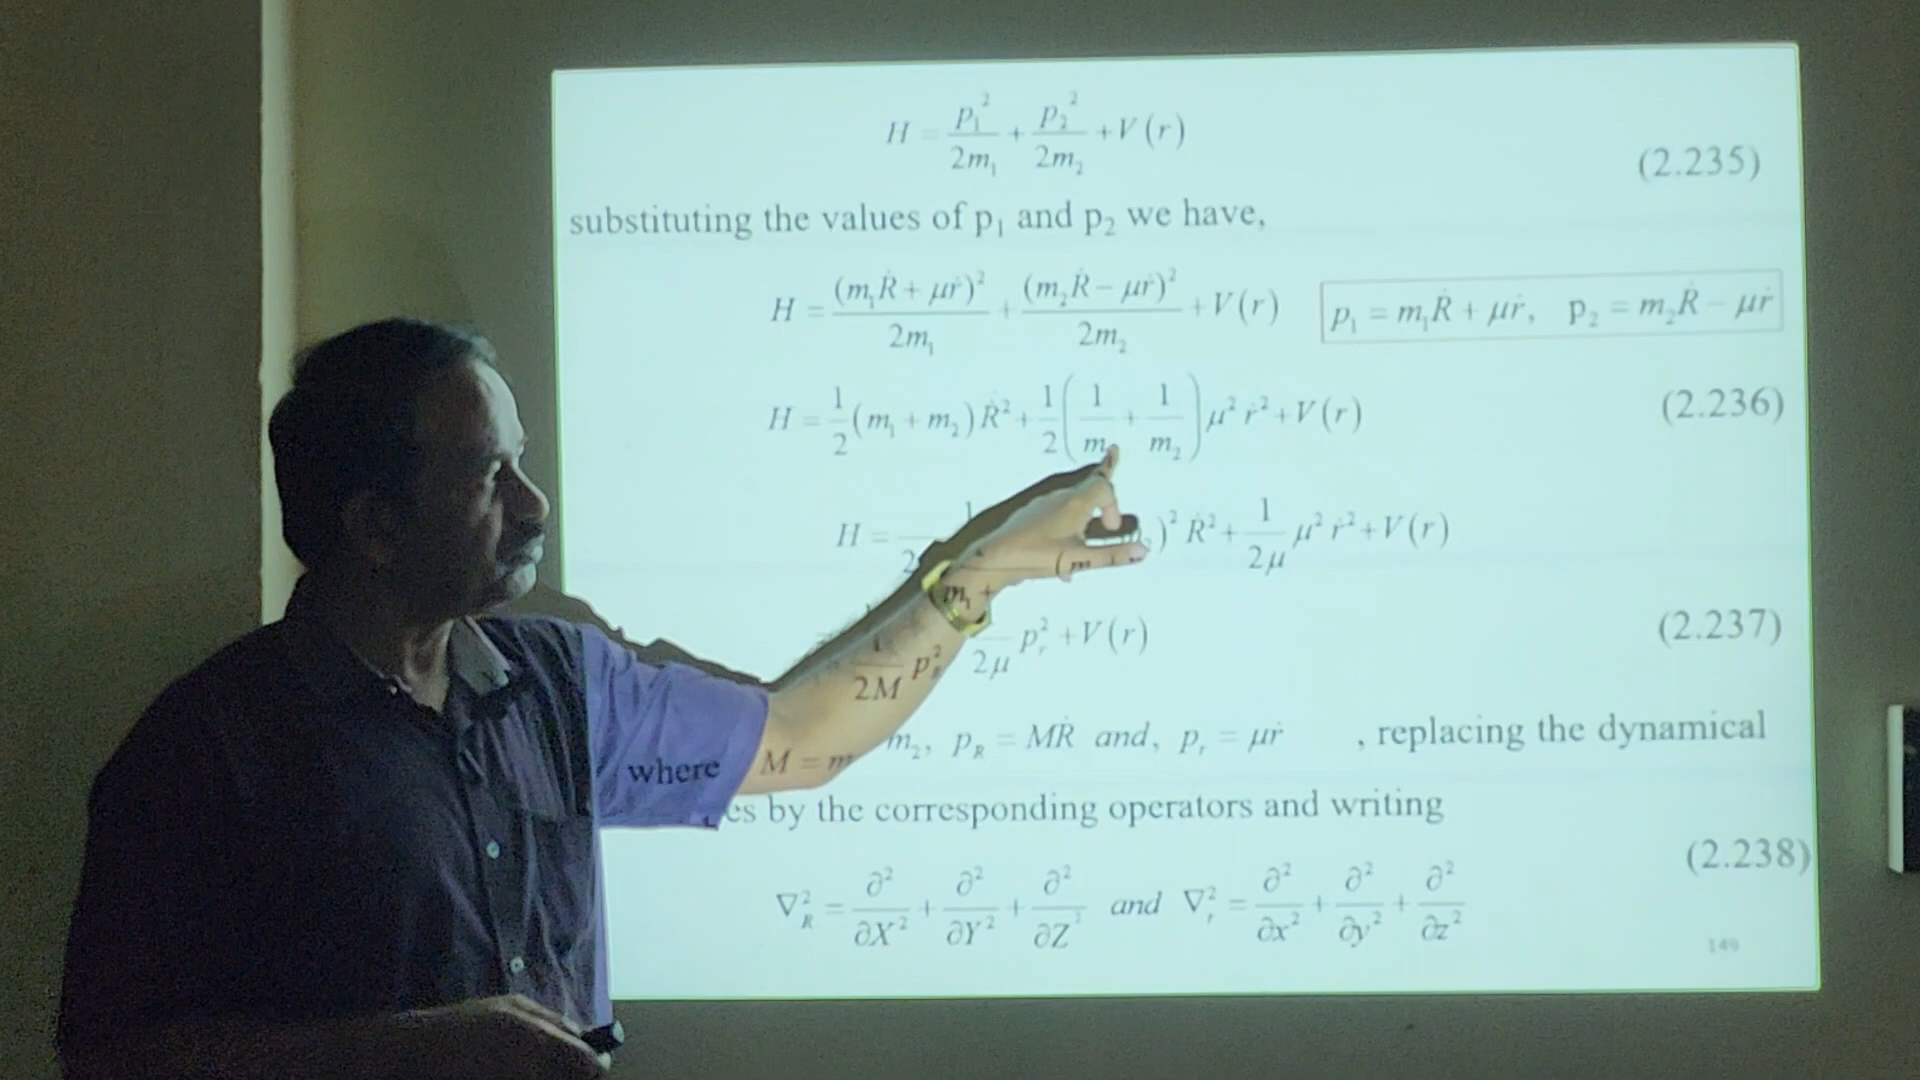 H = p₁²/2m₁ + p₂²/2m₂ + V(r)
(2.235)
substituting the values of p₁ and p₂ we have,
H = (m₁Ṙ + μṙ)²/2m₁ + (m₂Ṙ − μṙ)²/2m₂ + V(r) p₁ = m₁Ṙ + μṙ, p₂ = m₂Ṙ − μṙ
H = 1/2 (m₁ + m₂) Ṙ² + 1/2 (1/m₁ + 1/m₂) μ² ṙ² + V(r) (2.236)
H = )² Ṙ² + 1/2μ μ² ṙ² + V(r)
= 1/2M p_R² 1/2μ p_r² + V(r) (2.237)
where M = m m₂, p_R = MṘ and, p_r = μṙ , replacing the dynamical
es by the corresponding operators and writing
(2.238)
∇_R² = ∂²/∂X² + ∂²/∂Y² + ∂²/∂Z² and ∇_r² = ∂²/∂x² + ∂²/∂y² + ∂²/∂z²
149